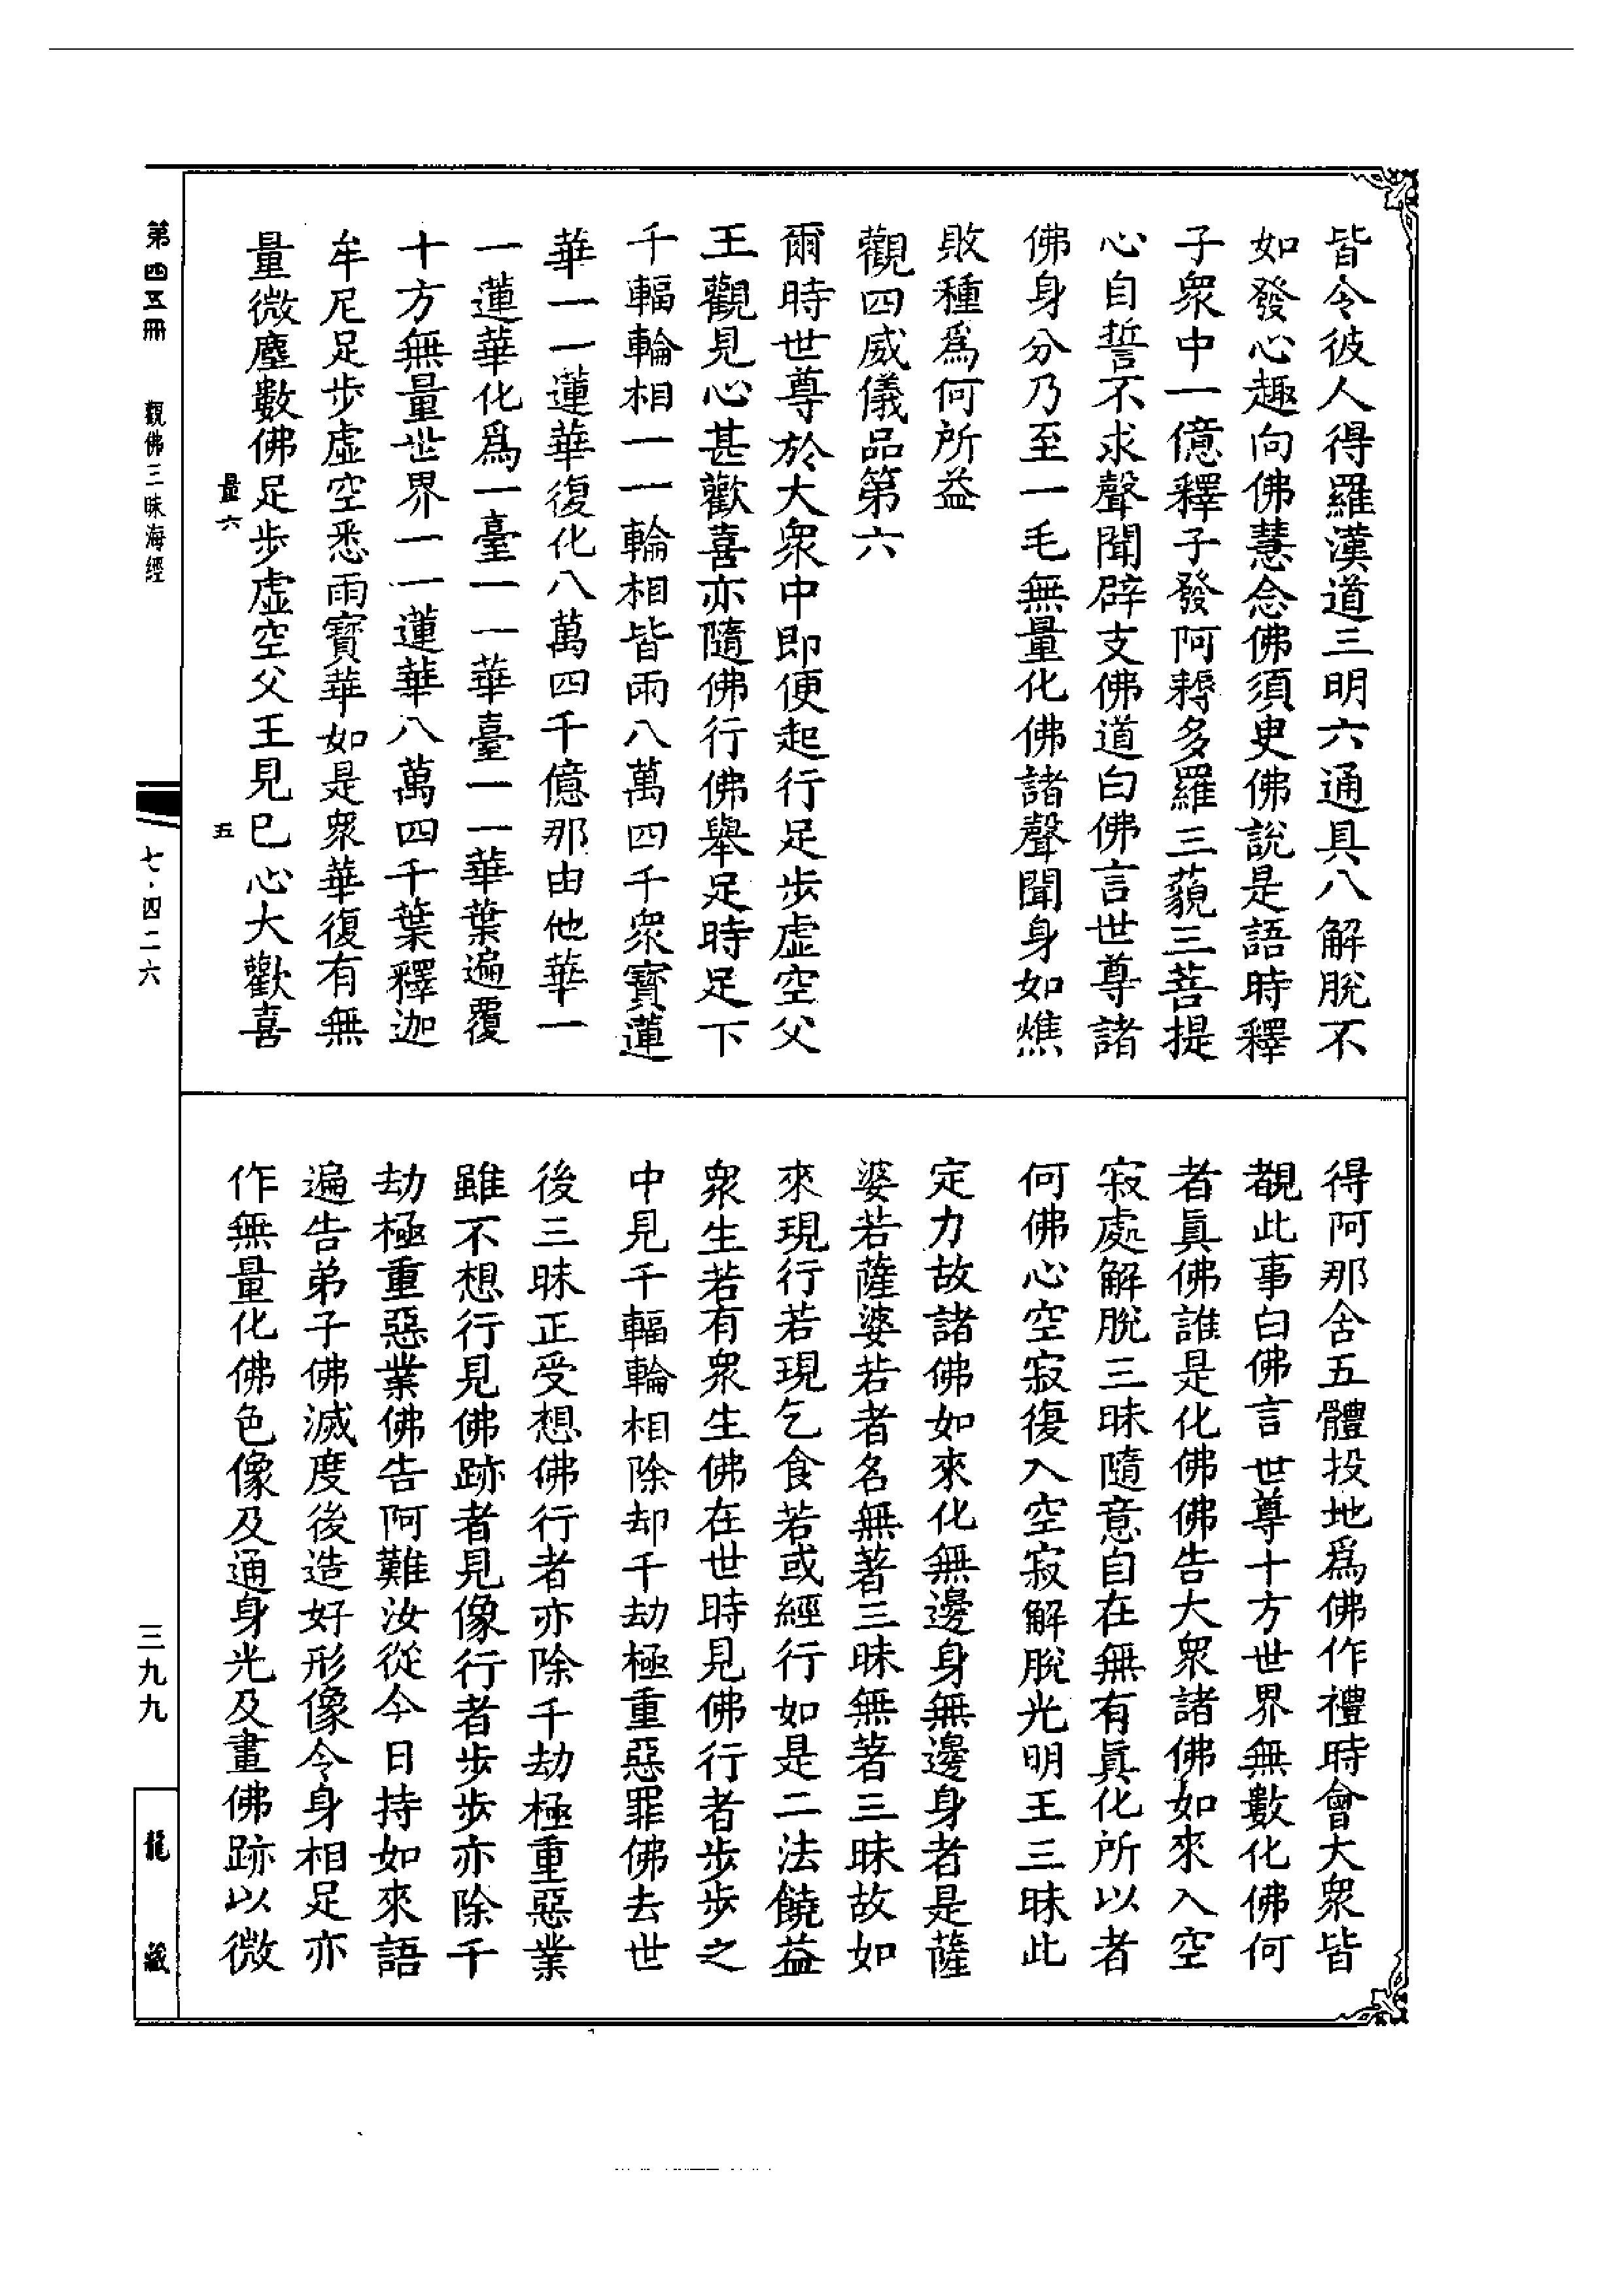 皆令彼人得羅漢道三明六通具八解脫不
如發心趣向佛慧念佛須臾佛說是語時釋
子衆中一億釋子發阿耨多羅三藐三菩提
心自誓不求聲聞辟支佛道白佛言世尊諸
佛身分乃至一毛無量化佛諸聲聞身如燋
敗種爲何所益
觀四威儀品第六
爾時世尊於大衆中即便起行足步虛空父
王觀見心甚歡喜亦隨佛行佛舉足時足下
千輻輪相一一輪相皆雨八萬四千衆寶蓮
華一一蓮華復化八萬四千億那由他華一
一蓮華化爲一臺一一華臺一一華葉遍覆
十方無量世界一一蓮華八萬四千葉釋迦
牟尼足步虛空悉雨寶華如是衆華復有無
量微塵數佛足步虛空父王見已心大歡喜
得阿那含五體投地爲佛作禮時會大衆皆
覩此事白佛言世尊十方世界無數化佛何
者眞佛誰是化佛佛告大衆諸佛如來入空
寂處解脫三昧隨意自在無有眞化所以者
何佛心空寂復入空寂解脫光明王三昧此
定力故諸佛如來化無邊身無邊身者是薩
婆若薩婆若者名無著三昧無著三昧故如
來現行若現乞食若或經行如是二法饒益
衆生若有衆生佛在世時見佛行者步步之
中見千輻輪相除却千劫極重惡罪佛去世
後三昧正受想佛行者亦除千劫極重惡業
雖不想行見佛跡者見像行者步步亦除千
劫極重惡業佛告阿難汝從今日持如來語
遍告弟子佛滅度後造好形像令身相足亦
作無量化佛色像及通身光及畫佛跡以微
第四五冊 觀佛三昧海經
量六 五
七·四二六
三九九
龍藏